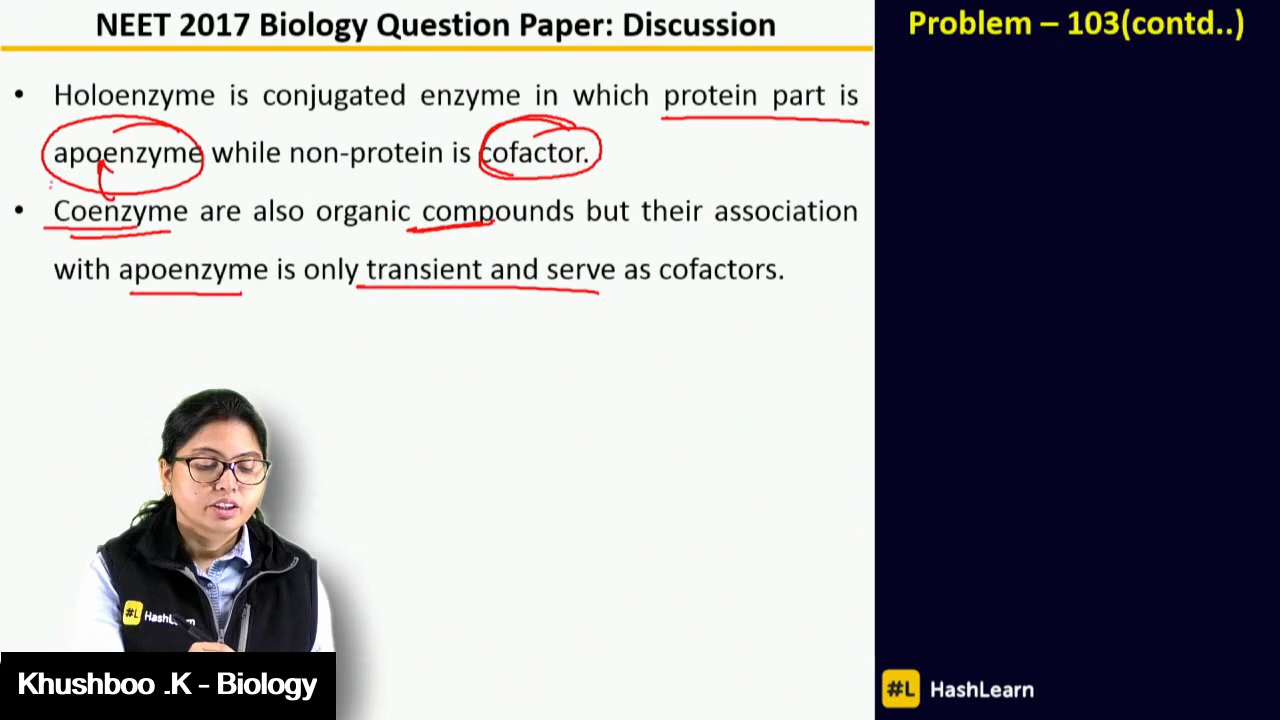 NEET 2017 Biology Question Paper: Discussion
Problem – 103(contd..)
• Holoenzyme is conjugated enzyme in which protein part is
apoenzyme while non-protein is cofactor.
• Coenzyme are also organic compounds but their association
with apoenzyme is only transient and serve as cofactors.
#L HashLearn
Khushboo .K - Biology
#L HashLearn